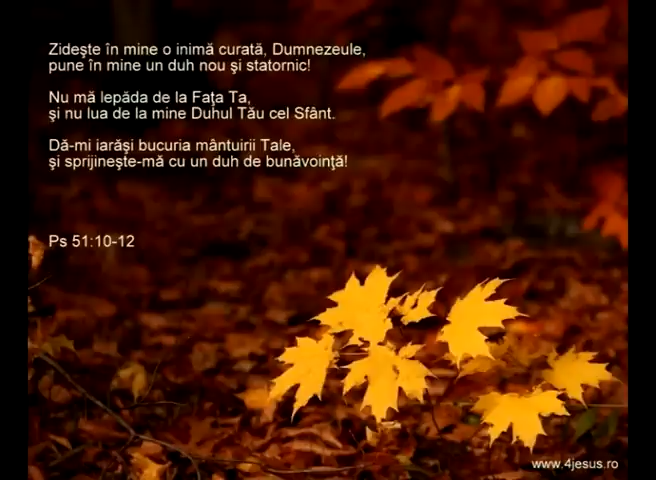 Zideşte în mine o inimă curată, Dumnezeule,
pune în mine un duh nou şi statornic!
Nu mă lepăda de la Faţa Ta,
şi nu lua de la mine Duhul Tău cel Sfânt.
Dă-mi iarăşi bucuria mântuirii Tale,
şi sprijineşte-mă cu un duh de bunăvoinţă!
Ps 51:10-12
www.4jesus.ro